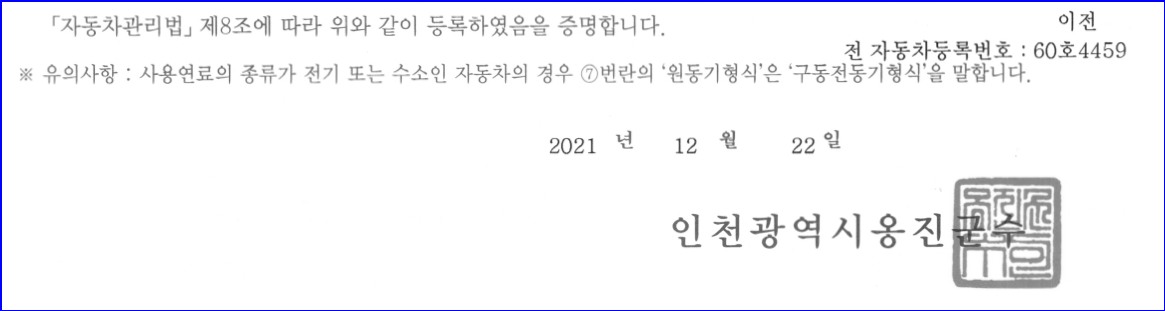 「자동차관리법」제8조에 따라 위와 같이 등록하였음을 증명합니다.
이전
전 자동차등록번호 : 60호4459
※ 유의사항 : 사용연료의 종류가 전기 또는 수소인 자동차의 경우 ⑦번란의 '원동기형식'은 '구동전동기형식'을 말합니다.
2021 년 12 월 22 일
인천광역시옹진군수